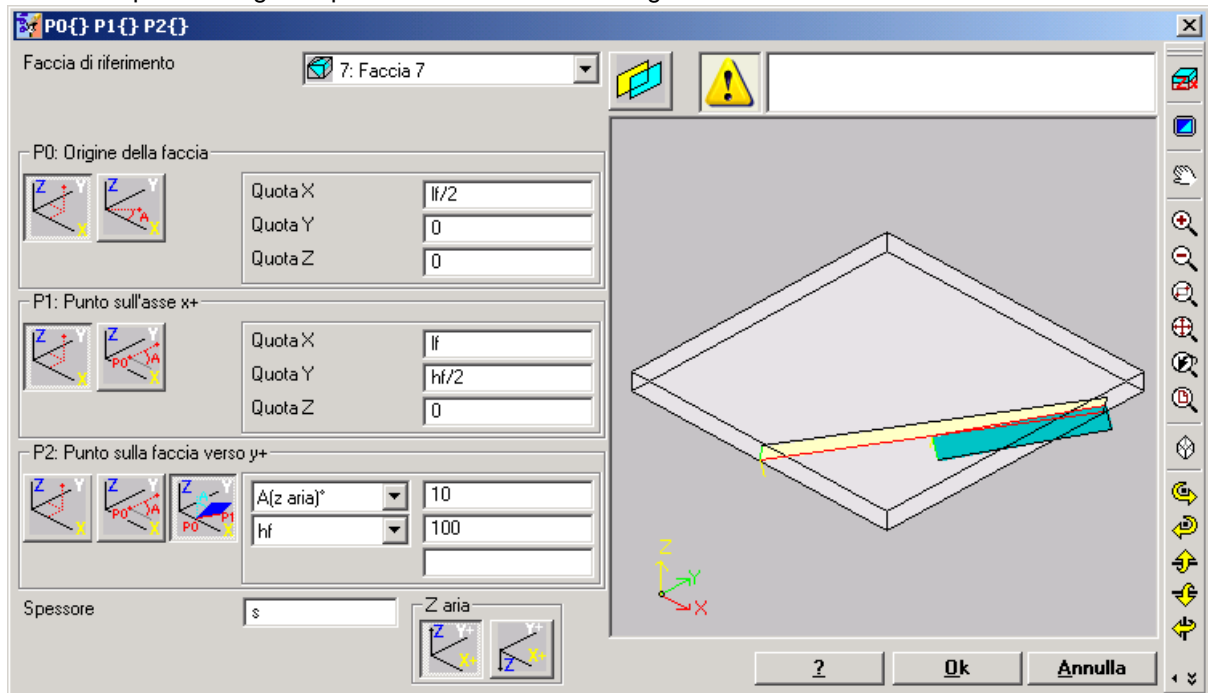 P0{} P1{} P2{}
Faccia di riferimento
7: Faccia 7
P0: Origine della faccia
Quota X
lf/2
Quota Y
0
Quota Z
0
P1: Punto sull'asse x+
Quota X
lf
Quota Y
hf/2
Quota Z
0
P2: Punto sulla faccia verso y+
A(z aria)°
10
hf
100
Spessore
s
Z aria
Z
Y
X
?
Ok
Annulla